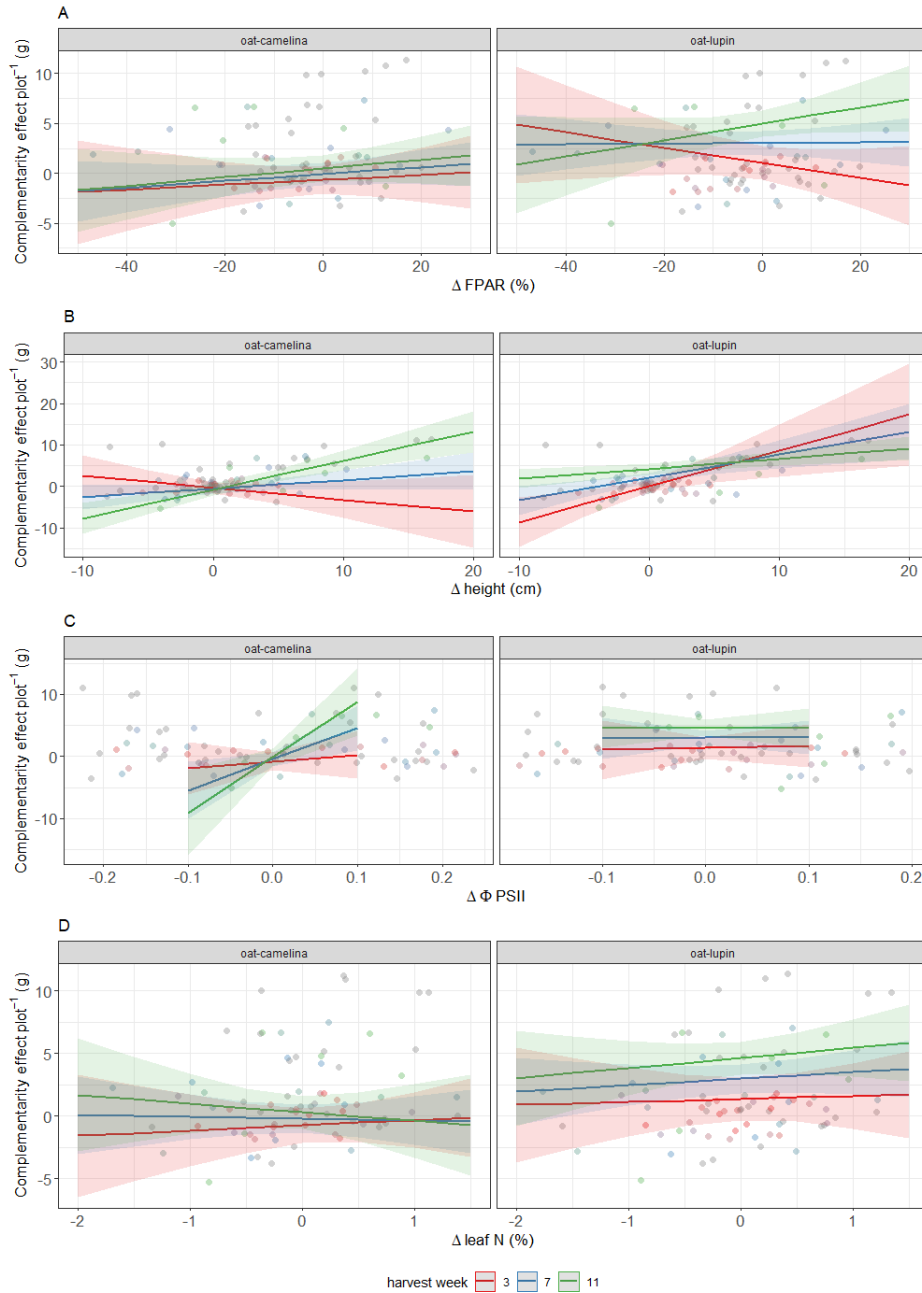 A
oat-camelina oat-lupin
Complementarity effect plot⁻¹ (g)
10
5
0
-5
-40 -20 0 20 -40 -20 0 20
Δ FPAR (%)
B
oat-camelina oat-lupin
Complementarity effect plot⁻¹ (g)
30
20
10
0
-10
-10 0 10 20 -10 0 10 20
Δ height (cm)
C
oat-camelina oat-lupin
Complementarity effect plot⁻¹ (g)
10
0
-10
-0.2 -0.1 0.0 0.1 0.2 -0.1 0.0 0.1 0.2
Δ Φ PSII
D
oat-camelina oat-lupin
Complementarity effect plot⁻¹ (g)
10
5
0
-5
-2 -1 0 1 -2 -1 0 1
Δ leaf N (%)
harvest week 3 7 11